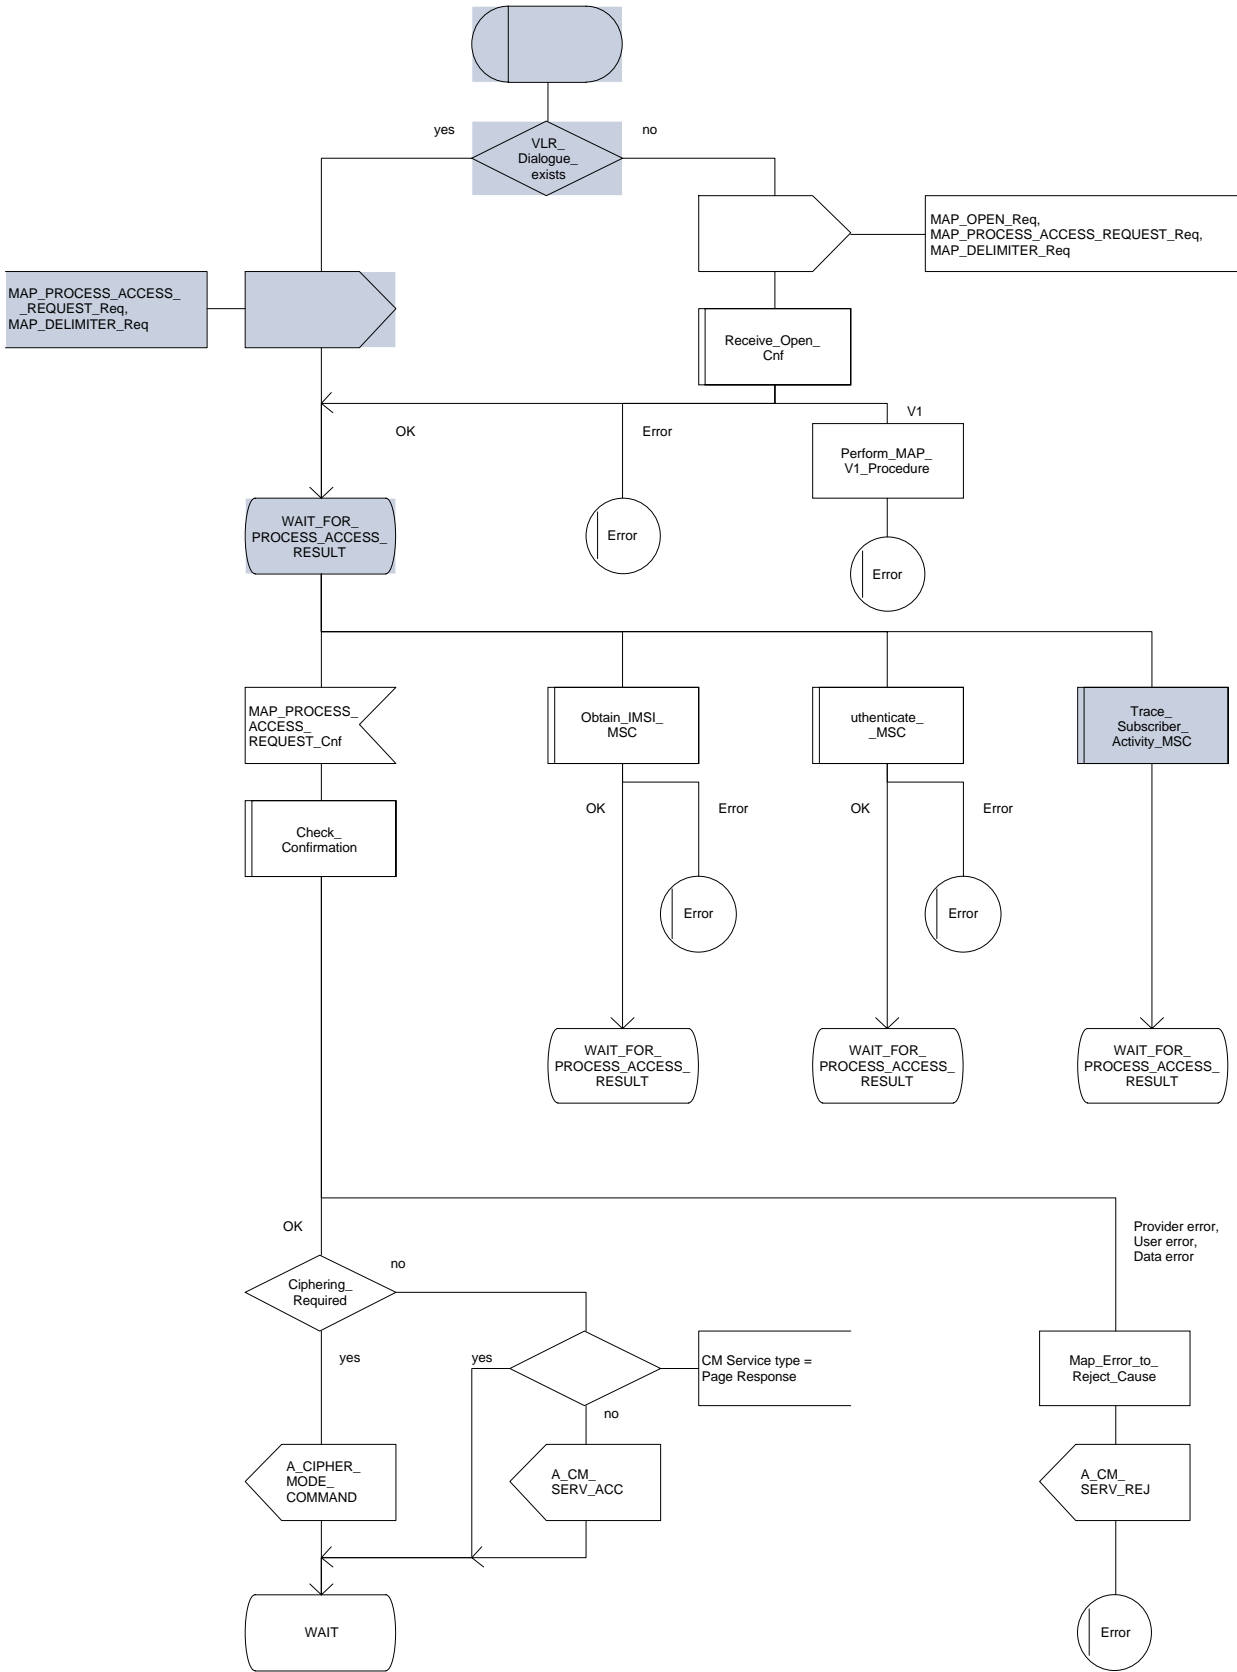 yes
no
VLR_
Dialogue_
exists
MAP_OPEN_Req,
MAP_PROCESS_ACCESS_REQUEST_Req,
MAP_DELIMITER_Req
MAP_PROCESS_ACCESS_
_REQUEST_Req,
MAP_DELIMITER_Req
Receive_Open_
Cnf
OK
Error
V1
Perform_MAP_
V1_Procedure
WAIT_FOR_
PROCESS_ACCESS_
RESULT
Error
Error
MAP_PROCESS_
ACCESS_
REQUEST_Cnf
Obtain_IMSI_
MSC
uthenticate_
_MSC
Trace_
Subscriber_
Activity_MSC
OK
Error
OK
Error
Check_
Confirmation
Error
Error
WAIT_FOR_
PROCESS_ACCESS_
RESULT
WAIT_FOR_
PROCESS_ACCESS_
RESULT
WAIT_FOR_
PROCESS_ACCESS_
RESULT
OK
Provider error,
User error,
Data error
Ciphering_
Required
no
yes
yes
CM Service type =
Page Response
no
Map_Error_to_
Reject_Cause
A_CIPHER_
MODE_
COMMAND
A_CM_
SERV_ACC
A_CM_
SERV_REJ
WAIT
Error